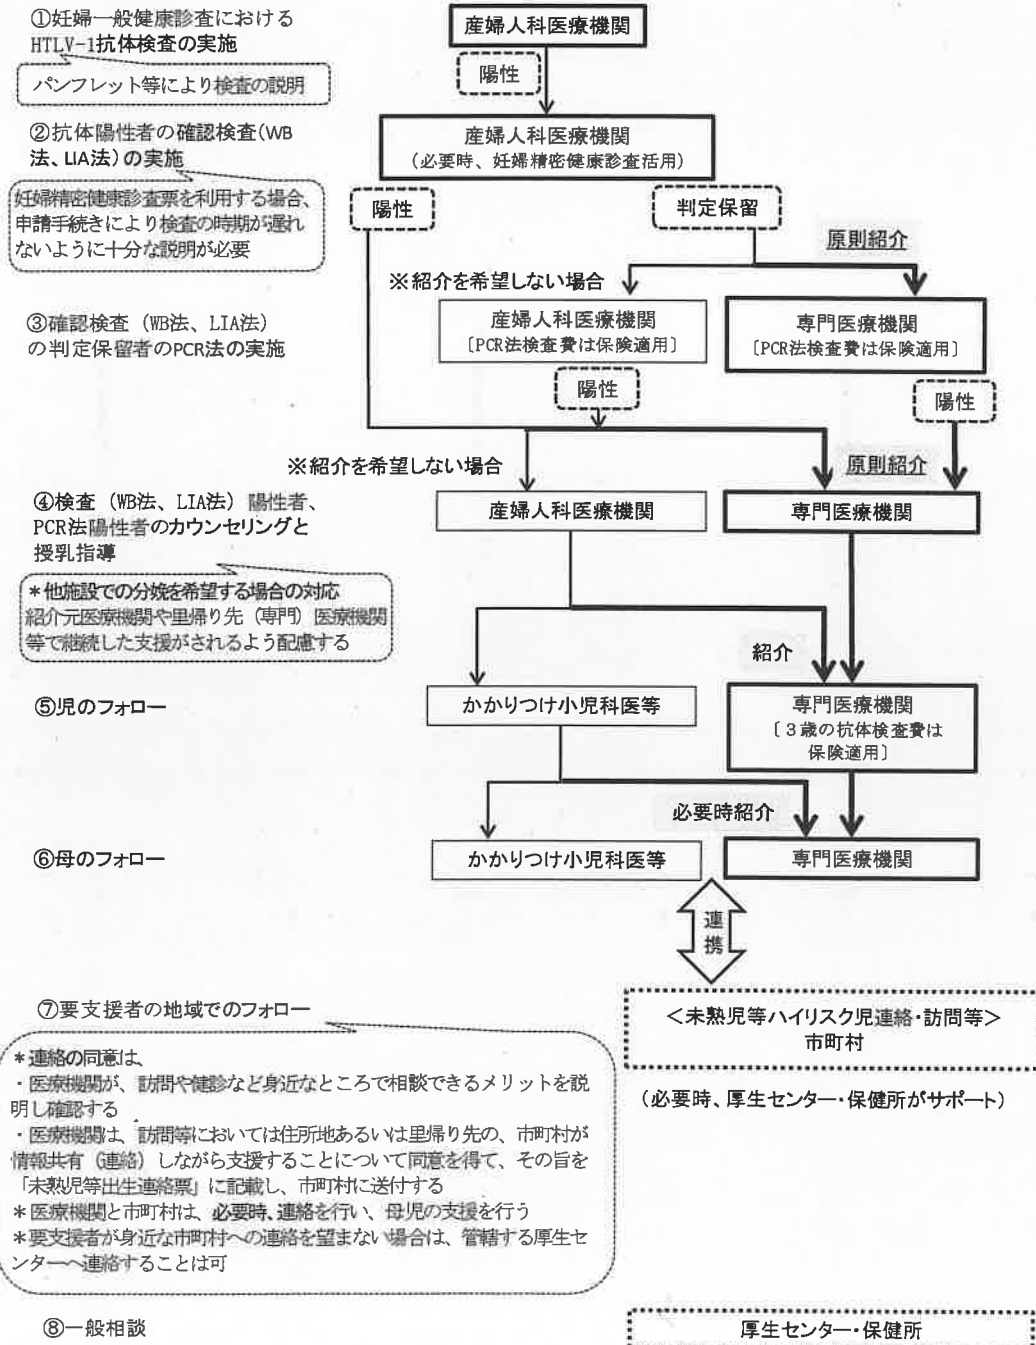 ①妊婦一般健康診査における
HTLV-1抗体検査の実施
パンフレット等により検査の説明
産婦人科医療機関
陽性
②抗体陽性者の確認検査(WB
法、LIA法)の実施
妊婦精密健康診査票を利用する場合、
申請手続きにより検査の時期が遅れ
ないように十分な説明が必要
産婦人科医療機関
(必要時、妊婦精密健康診査活用)
陽性
判定保留
原則紹介
※紹介を希望しない場合
③確認検査(WB法、LIA法)
の判定保留者のPCR法の実施
産婦人科医療機関
〔PCR法検査費は保険適用〕
専門医療機関
〔PCR法検査費は保険適用〕
陽性
陽性
※紹介を希望しない場合
原則紹介
④検査(WB法、LIA法)陽性者、
PCR法陽性者のカウンセリングと
授乳指導
産婦人科医療機関
専門医療機関
*他施設での分娩を希望する場合の対応
紹介元医療機関や里帰り先(専門)医療機関
等で継続した支援がされるよう配慮する
紹介
⑤児のフォロー
かかりつけ小児科医等
専門医療機関
〔3歳の抗体検査費は
保険適用〕
必要時紹介
⑥母のフォロー
かかりつけ小児科医等
専門医療機関
連携
⑦要支援者の地域でのフォロー
*連絡の同意は、
・医療機関が、訪問や健診など身近なところで相談できるメリットを説
明し確認する
・医療機関は、訪問等においては住所地あるいは里帰り先の、市町村が
情報共有(連絡)しながら支援することについて同意を得て、その旨を
「未熟児等出生連絡票」に記載し、市町村に送付する
*医療機関と市町村は、必要時、連絡を行い、母児の支援を行う
*要支援者が身近な市町村への連絡を望まない場合は、管轄する厚生セ
ンターへ連絡することは可
<未熟児等ハイリスク児連絡・訪問等>
市町村
(必要時、厚生センター・保健所がサポート)
⑧一般相談
厚生センター・保健所